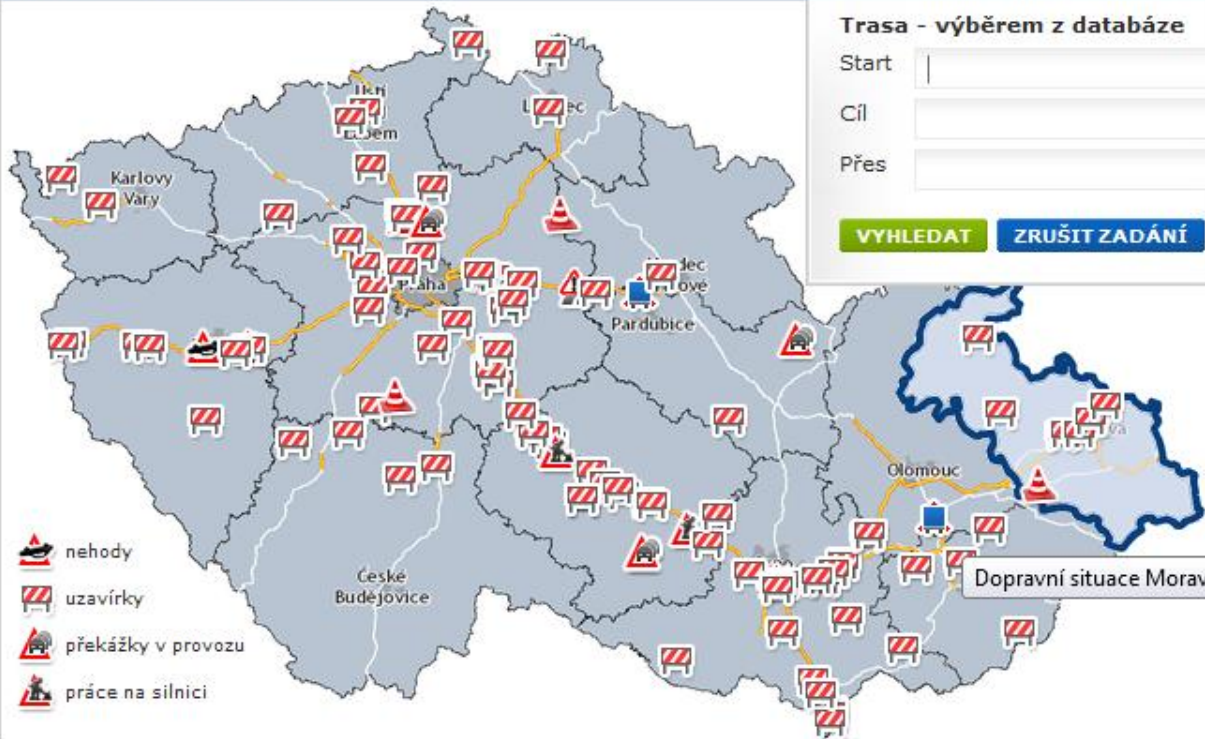 Trasa - výběrem z databáze
Start
Cíl
Přes
VYHLEDAT
ZRUŠIT ZADÁNÍ
Karlovy
Vary
Praha
Pardubice
Olomouc
České
Budějovice
Dopravní situace Morav
nehody
uzavírky
překážky v provozu
práce na silnici